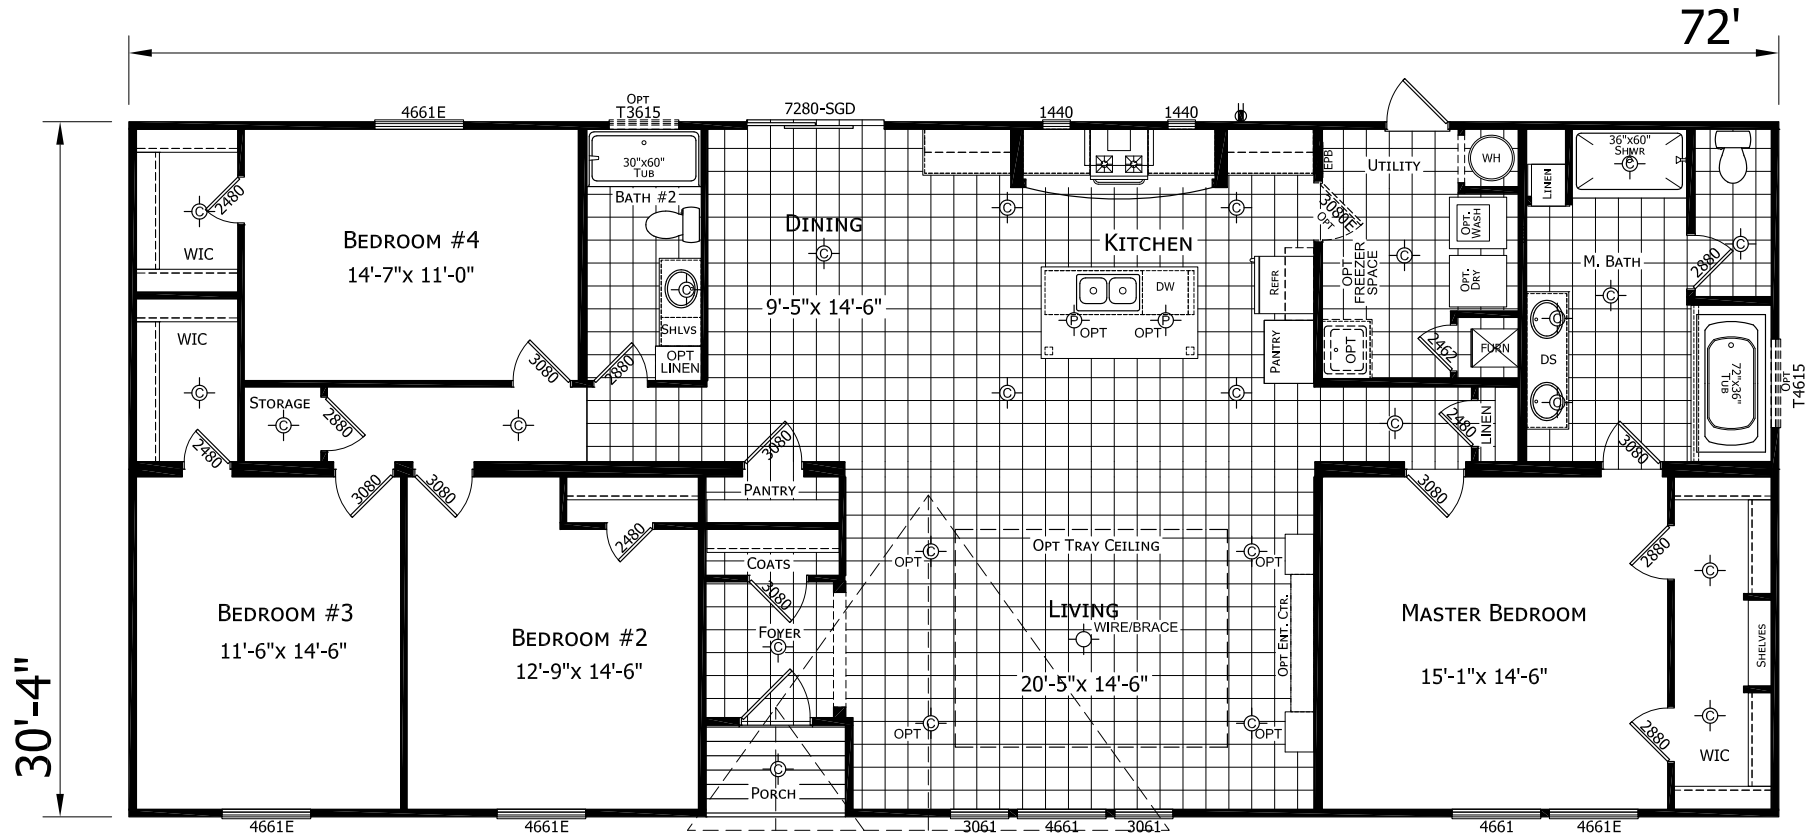 72'
30'-4"
4661E
OPT
T3615
7280-SGD
1440
1440
WIC
2480
C
BEDROOM #4
14'-7"x 11'-0"
3080
30"x60"
TUB
BATH #2
C
SHLVS
OPT
LINEN
2880
DINING
C
9'-5"x 14'-6"
C
C
KITCHEN
DW
P
OPT
P
OPT
REFR
PANTRY
C
C
EPB
UTILITY
WH
3080E
OPT
C
OPT
FREEZER
SPACE
OPT.
WASH
OPT.
DRY
OPT
2462
FURN
LINEN
36"x60"
SHWR
P
C
2880
M. BATH
C
C
DS
C
72"x36"
TUB
OPT
T4615
3080
WIC
C
2480
STORAGE
C
2880
C
3080
3080
3080
PANTRY
2480
COATS
3080
FOYER
C
C
PORCH
C
2480
LINEN
3080
BEDROOM #3
11'-6"x 14'-6"
BEDROOM #2
12'-9"x 14'-6"
OPT TRAY CEILING
C
OPT
C
OPT
LIVING
WIRE/BRACE
20'-5"x 14'-6"
OPT ENT. CTR.
C
OPT
C
OPT
MASTER BEDROOM
15'-1"x 14'-6"
2880
C
SHELVES
2880
C
WIC
4661E
4661E
3061
4661
3061
4661
4661E